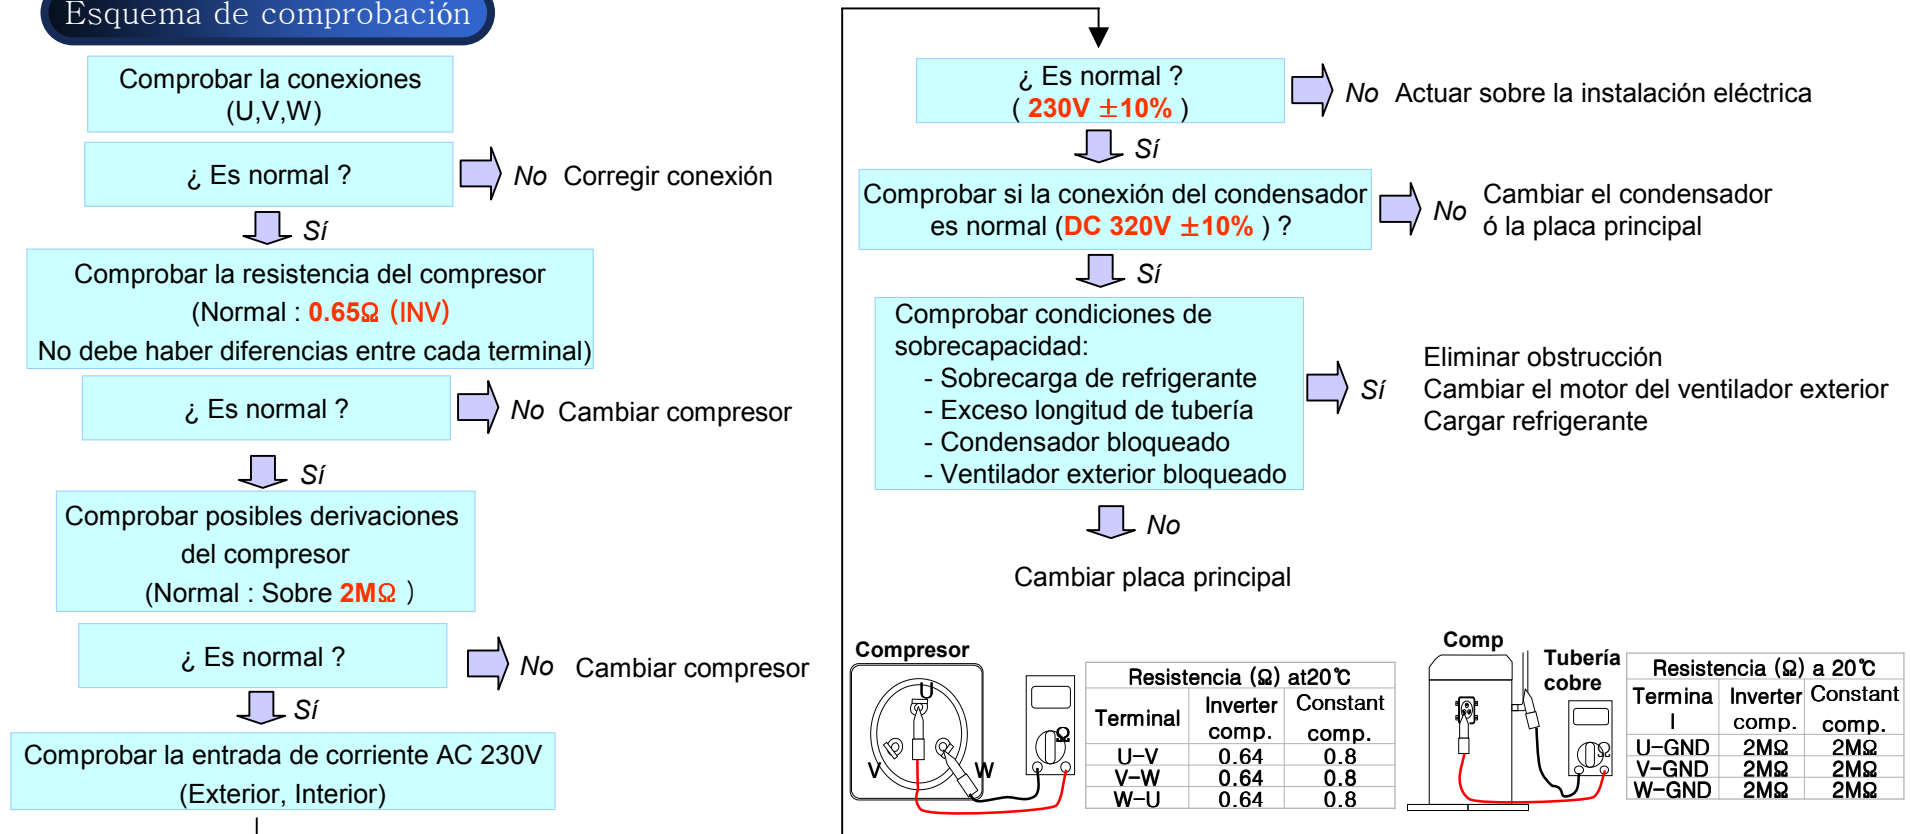 Esquema de comprobación
Comprobar la conexiones
(U,V,W)
¿ Es normal ?
No Corregir conexión
Sí
Comprobar la resistencia del compresor
(Normal : 0.65Ω (INV)
No debe haber diferencias entre cada terminal)
¿ Es normal ?
No Cambiar compresor
Sí
Comprobar posibles derivaciones
del compresor
(Normal : Sobre 2MΩ )
¿ Es normal ?
No Cambiar compresor
Sí
Comprobar la entrada de corriente AC 230V
(Exterior, Interior)
¿ Es normal ?
( 230V ±10% )
No Actuar sobre la instalación eléctrica
Sí
Comprobar si la conexión del condensador
es normal (DC 320V ±10% ) ?
No
Cambiar el condensador
ó la placa principal
Sí
Comprobar condiciones de
sobrecapacidad:
- Sobrecarga de refrigerante
- Exceso longitud de tubería
- Condensador bloqueado
- Ventilador exterior bloqueado
Sí
Eliminar obstrucción
Cambiar el motor del ventilador exterior
Cargar refrigerante
No
Cambiar placa principal
Compresor
U
V
W
Ω
Resistencia (Ω) at20℃
Terminal Inverter comp. Constant comp.
U-V 0.64 0.8
V-W 0.64 0.8
W-U 0.64 0.8
Comp
Tubería
cobre
Ω
Resistencia (Ω) a 20℃
Termina
l
Inverter comp. Constant comp.
U-GND 2MΩ 2MΩ
V-GND 2MΩ 2MΩ
W-GND 2MΩ 2MΩ